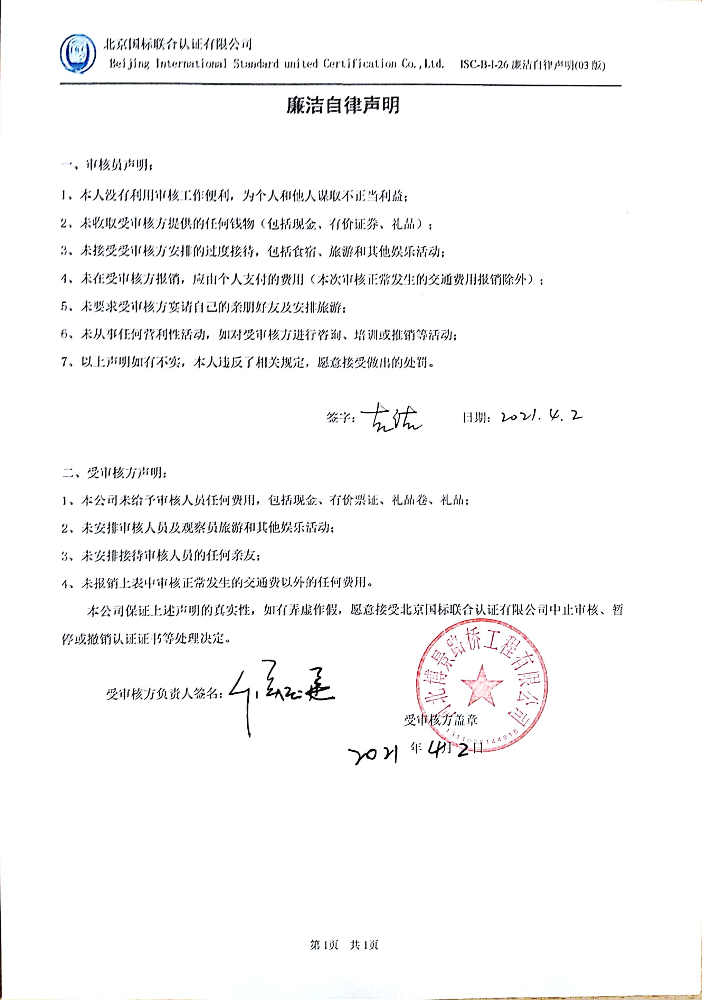 北京国标联合认证有限公司
Beijing International Standard united Certification Co.,Ltd. ISC-B-I-26 廉洁自律声明(03 版)
廉洁自律声明
一、审核员声明：
1、本人没有利用审核工作便利，为个人和他人谋取不正当利益；
2、未收取受审核方提供的任何钱物（包括现金、有价证券、礼品）；
3、未接受受审核方安排的过度接待，包括食宿、旅游和其他娱乐活动；
4、未在受审核方报销，应由个人支付的费用（本次审核正常发生的交通费用报销除外）；
5、未要求受审核方宴请自己的亲朋好友及安排旅游；
6、未从事任何营利性活动，如对受审核方进行咨询、培训或推销等活动；
7、以上声明如有不实，本人违反了相关规定，愿意接受做出的处罚。
签字： 日期：2021.4.2
二、受审核方声明：
1、本公司未给予审核人员任何费用，包括现金、有价票证、礼品卷、礼品；
2、未安排审核人员及观察员旅游和其他娱乐活动；
3、未安排接待审核人员的任何亲友；
4、未报销上表中审核正常发生的交通费以外的任何费用。
本公司保证上述声明的真实性，如有弄虚作假，愿意接受北京国标联合认证有限公司中止审核、暂
停或撤销认证证书等处理决定。
河北博景路桥工程有限公司
受审核方负责人签名：
受审核方盖章
2021 年 4月 2日
第 1页 共 1页